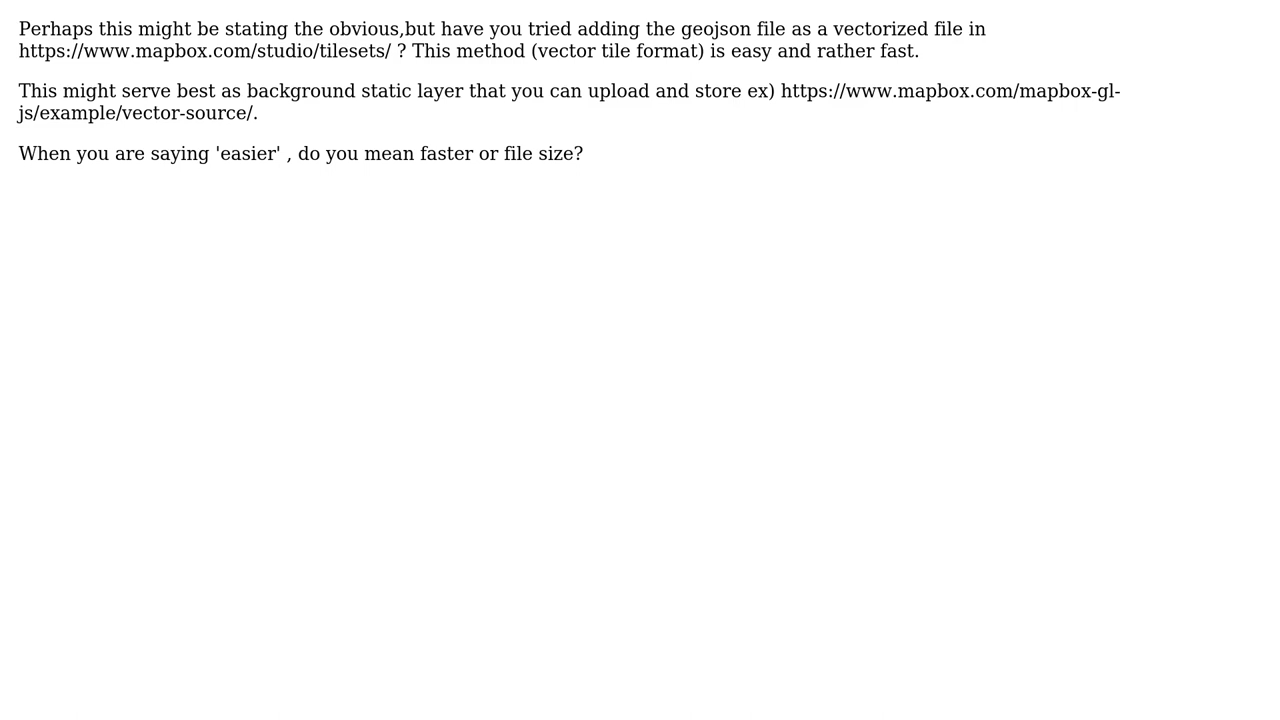 Perhaps this might be stating the obvious,but have you tried adding the geojson file as a vectorized file in
https://www.mapbox.com/studio/tilesets/ ? This method (vector tile format) is easy and rather fast.
This might serve best as background static layer that you can upload and store ex) https://www.mapbox.com/mapbox-gl-
js/example/vector-source/.
When you are saying 'easier' , do you mean faster or file size?